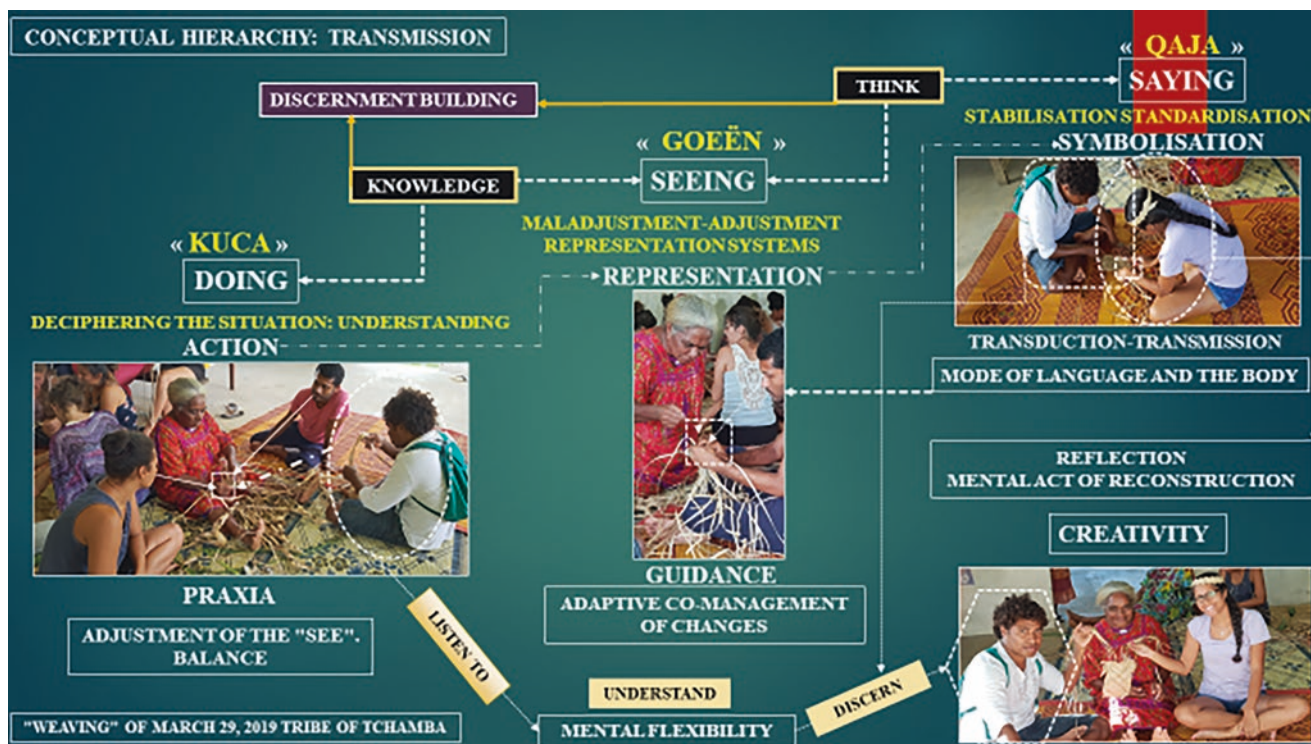 CONCEPTUAL HIERARCHY: TRANSMISSION
« QAJA »
THINK
SAYING
DISCERNMENT BUILDING
STABILISATION STANDARDISATION
« GOEËN »
SYMBOLISATION
KNOWLEDGE
SEEING
MALADJUSTMENT-ADJUSTMENT
REPRESENTATION SYSTEMS
« KUCA »
DOING
REPRESENTATION
DECIPHERING THE SITUATION: UNDERSTANDING
ACTION
TRANSDUCTION-TRANSMISSION
MODE OF LANGUAGE AND THE BODY
REFLECTION
MENTAL ACT OF RECONSTRUCTION
CREATIVITY
GUIDANCE
ADAPTIVE CO-MANAGEMENT
OF CHANGES
PRAXIA
ADJUSTMENT OF THE "SEE".
BALANCE
LISTEN TO
UNDERSTAND
DISCERN
MENTAL FLEXIBILITY
"WEAVING" OF MARCH 29, 2019 TRIBE OF TCHAMBA